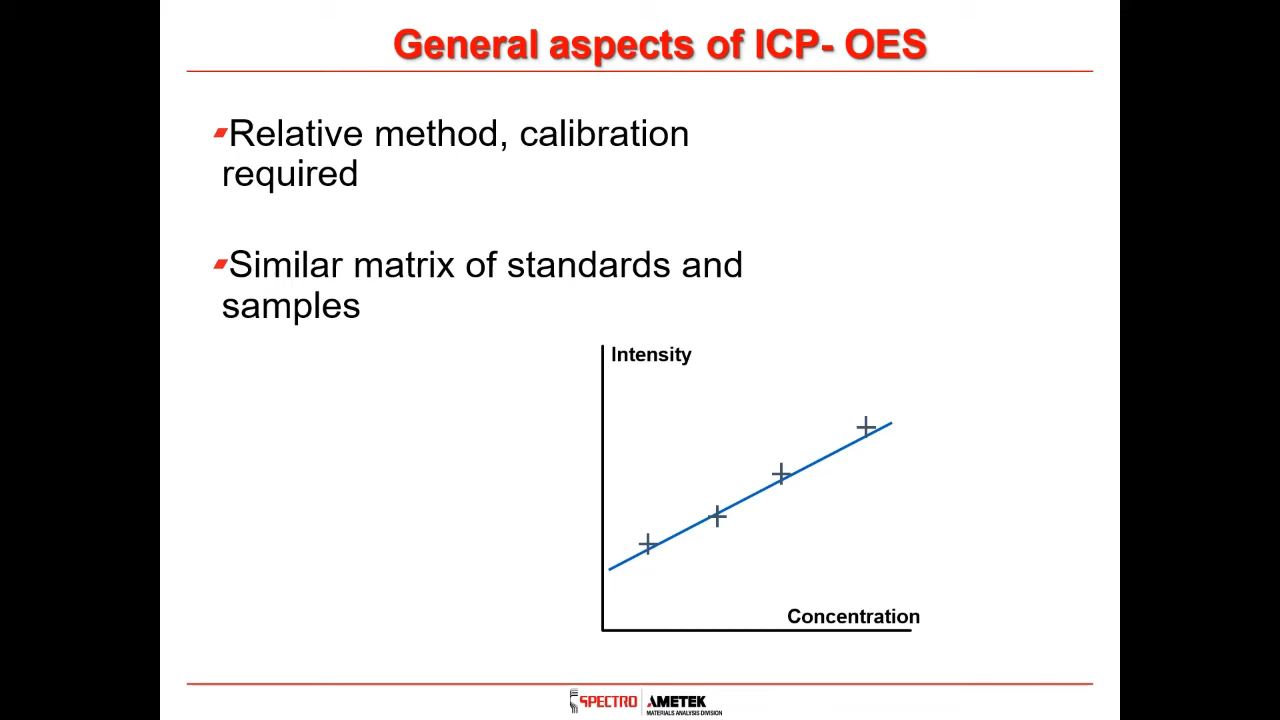 General aspects of ICP- OES
Relative method, calibration
required
Similar matrix of standards and
samples
Intensity
Concentration
SPECTRO
AMETEK
MATERIALS ANALYSIS DIVISION